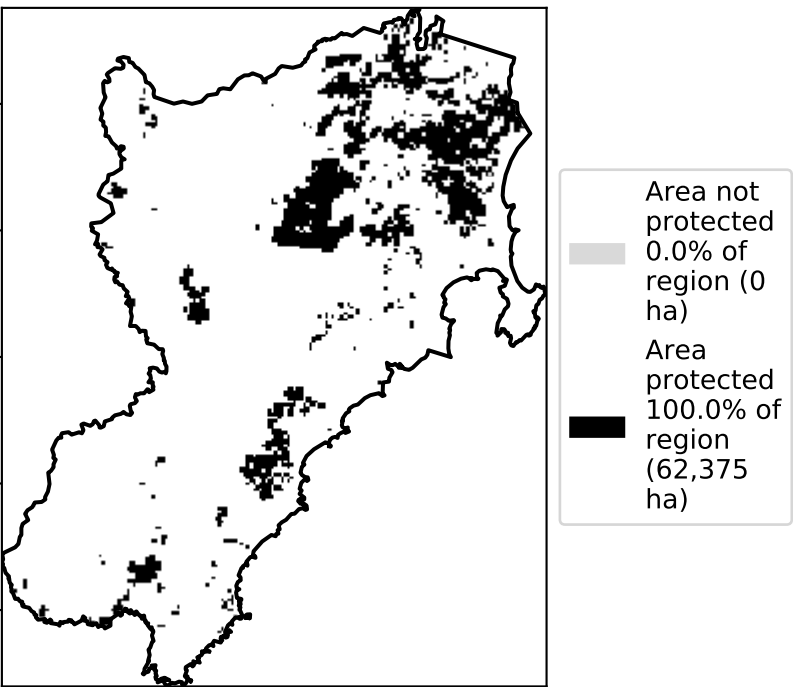 Area not
protected
0.0% of
region (0
ha)
Area
protected
100.0% of
region
(62,375
ha)